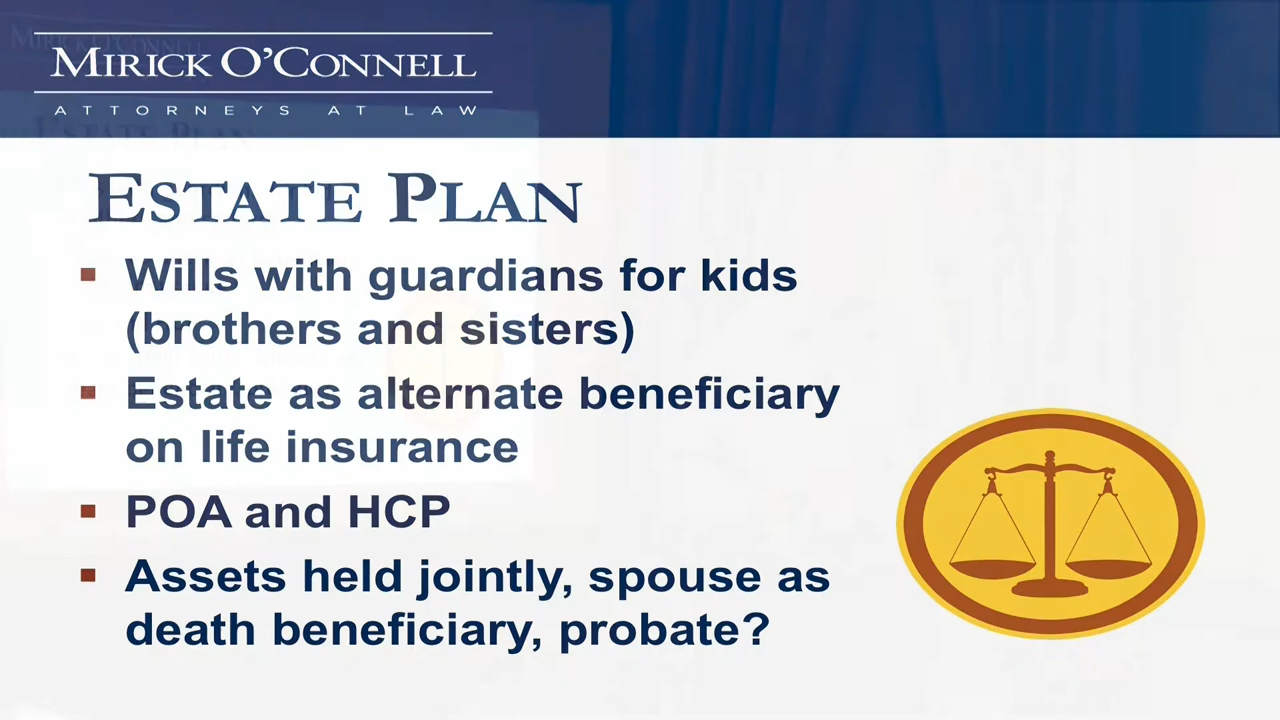 MIRICK O'CONNELL
ATTORNEYS AT LAW
ESTATE PLAN
▪ Wills with guardians for kids
(brothers and sisters)
▪ Estate as alternate beneficiary
on life insurance
▪ POA and HCP
▪ Assets held jointly, spouse as
death beneficiary, probate?